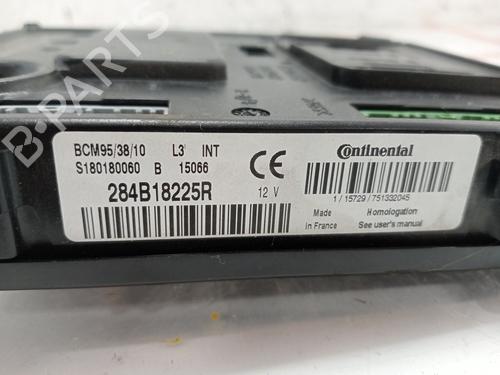 B-PARTS
BCM95/38/10 L3 INT
S180180060 B 15066
284B18225R
12 V
CE
Continental
1 / 15729 / 751332045
Made in France
Homologation
See user's manual